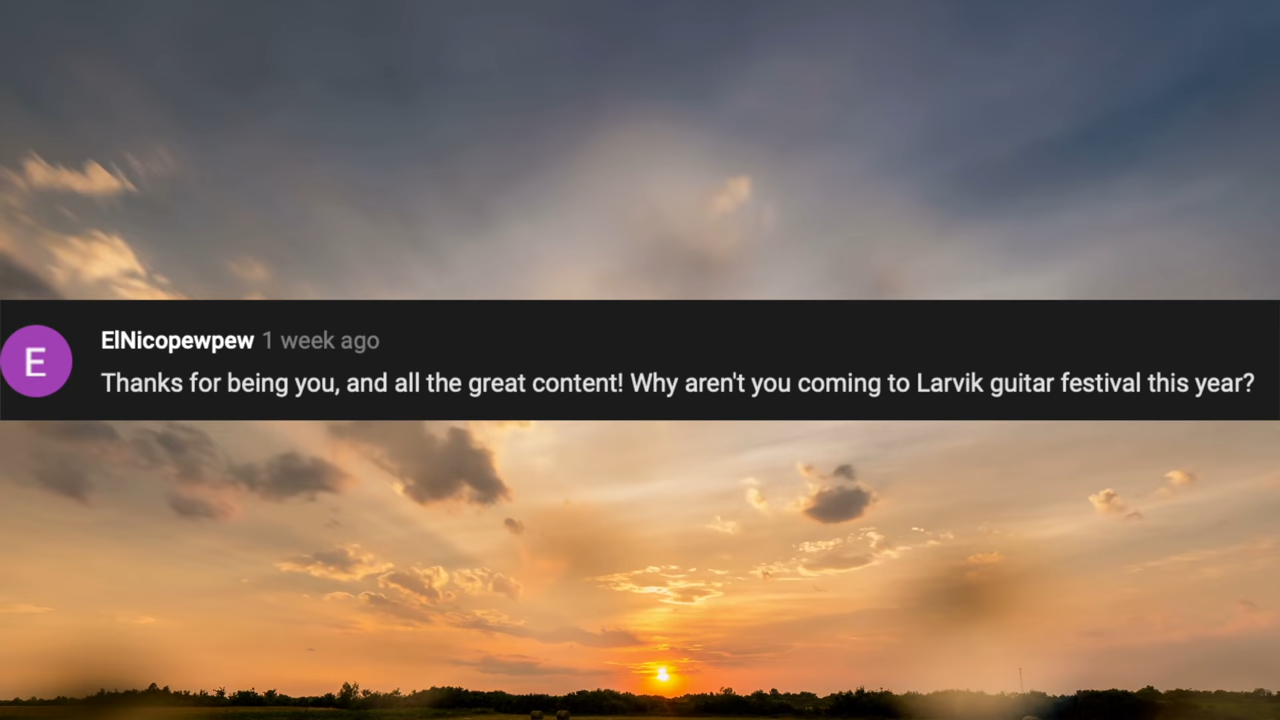 E
ElNicopewpew 1 week ago
Thanks for being you, and all the great content! Why aren't you coming to Larvik guitar festival this year?